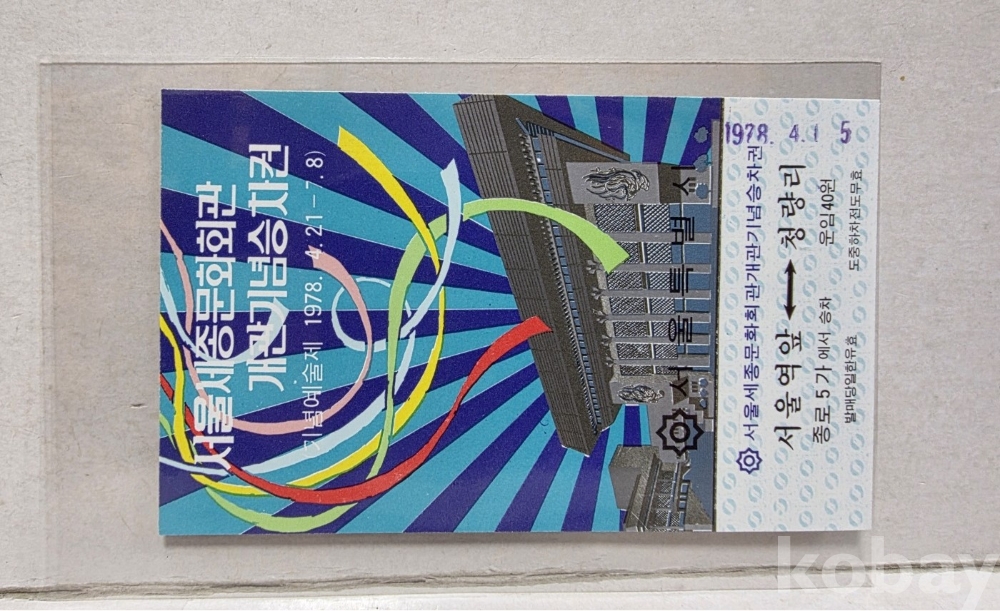 서울세종문화회관
개관기념승차권
기념예술제 1978. 4.21－7.8)
서울특별시
1978. 4. 1 5
서울세종문화회관개관기념승차권
서울역앞 ↔ 청량리
종로 5가에서 승차 운임40원
발매당일한유효 도중하차전도무효
kobay